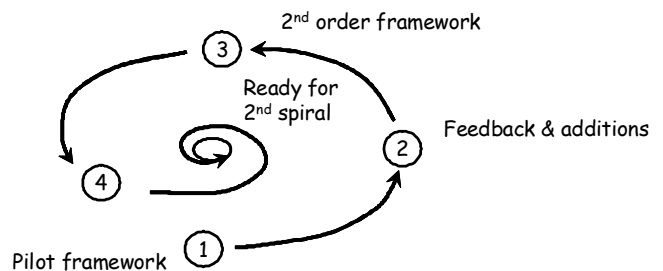 2nd order framework
3
Ready for
2nd spiral
Feedback & additions
2
4
1
Pilot framework